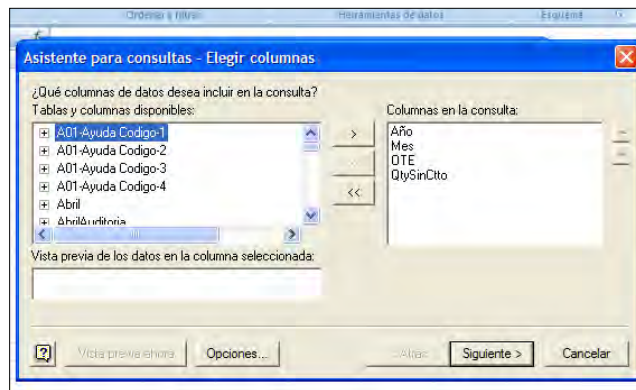 Ordenar y filtrar Herramientas de datos Esquema
Asistente para consultas - Elegir columnas
¿Qué columnas de datos desea incluir en la consulta?
Tablas y columnas disponibles:
Columnas en la consulta:
A01-Ayuda Codigo-1
A01-Ayuda Codigo-2
A01-Ayuda Codigo-3
A01-Ayuda Codigo-4
Abril
AbrilAuditoria
>
<
<<
Año
Mes
OTE
QtySinCtto
Vista previa de los datos en la columna seleccionada:
Vista previa ahora Opciones... < Atrás Siguiente > Cancelar